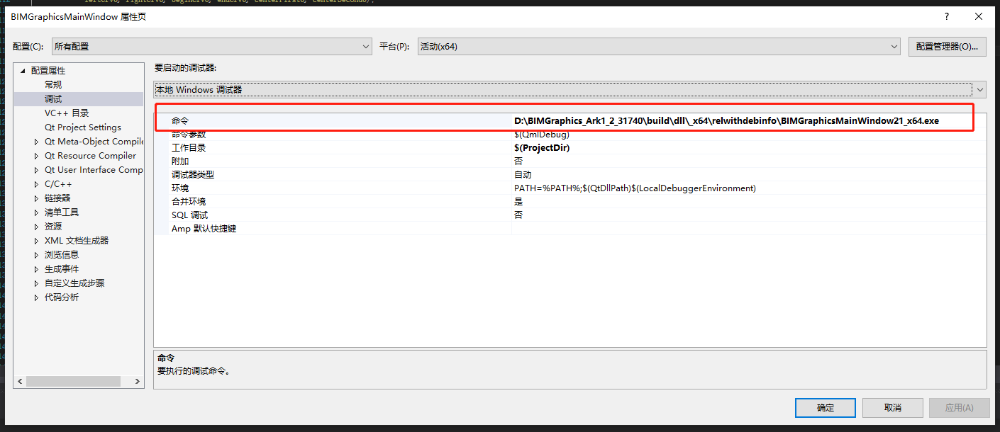 BIMGraphicsMainWindow 属性页
?
配置(C):
所有配置
平台(P):
活动(x64)
配置管理器(O)...
配置属性
常规
调试
VC++ 目录
Qt Project Settings
Qt Meta-Object Compile
Qt Resource Compiler
Qt User Interface Comp
C/C++
链接器
清单工具
资源
XML 文档生成器
浏览信息
生成事件
自定义生成步骤
代码分析
要启动的调试器:
本地 Windows 调试器
命令 D:\BIMGraphics_Ark1_2_31740\build\dll\_x64\relwithdebinfo\BIMGraphicsMainWindow21_x64.exe
命令参数 $(QmlDebug)
工作目录 $(ProjectDir)
附加 否
调试器类型 自动
环境 PATH=%PATH%;$(QtDllPath)$(LocalDebuggerEnvironment)
合并环境 是
SQL 调试 否
Amp 默认快捷键
命令
要执行的调试命令。
确定
取消
应用(A)